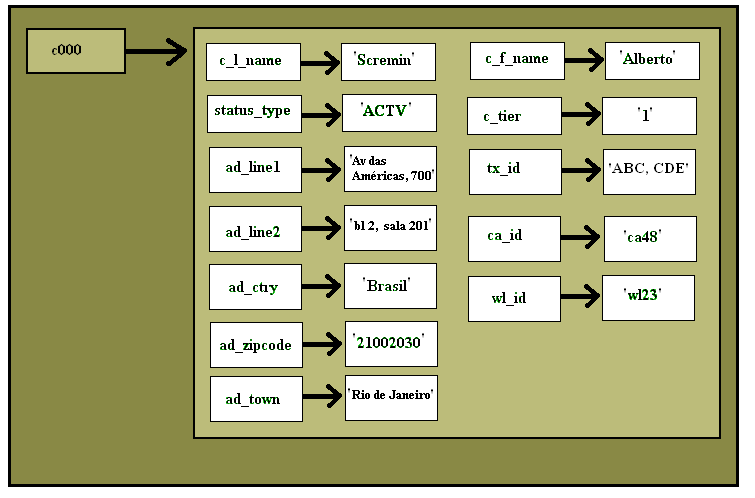 c000
c_l_name
'Scremin'
status_type
'ACTV'
ad_line1
'Av das
Américas, 700'
ad_line2
'bl 2, sala 201'
ad_ctry
'Brasil'
ad_zipcode
'21002030'
ad_town
'Rio de Janeiro'
c_f_name
'Alberto'
c_tier
'1'
tx_id
'ABC, CDE'
ca_id
'ca48'
wl_id
'wl23'